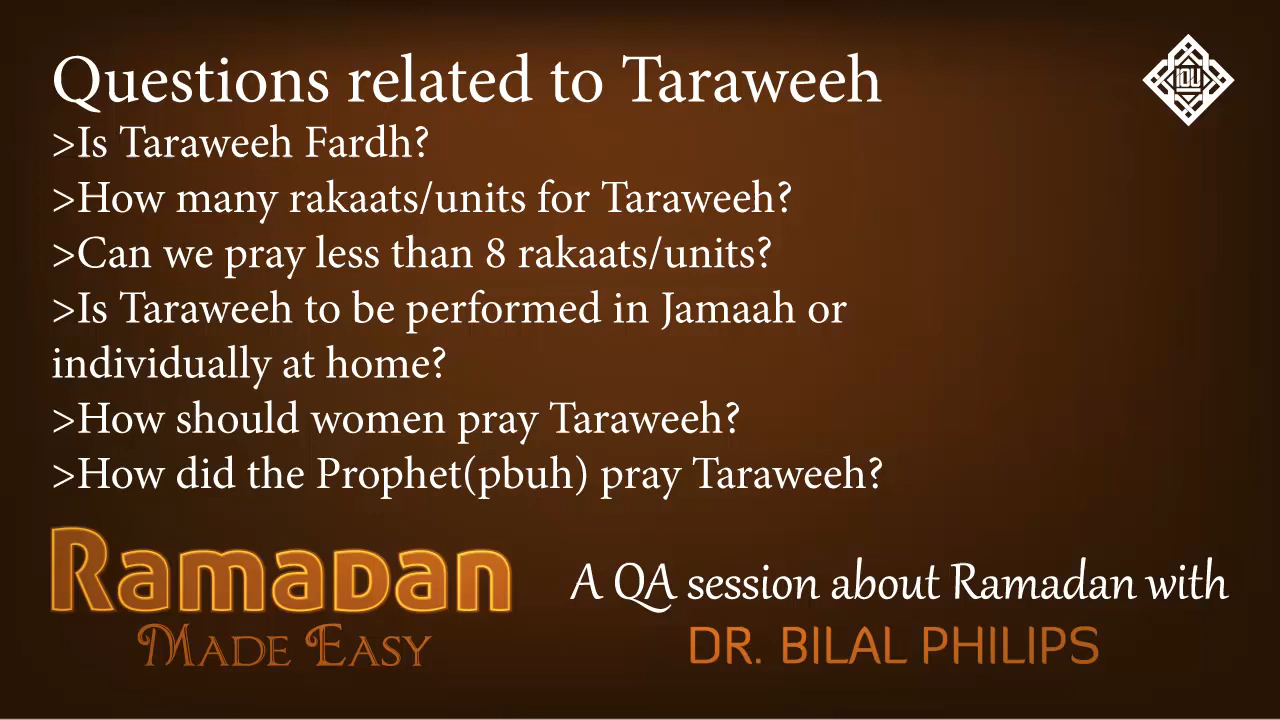 Questions related to Taraweeh
>Is Taraweeh Fardh?
>How many rakaats/units for Taraweeh?
>Can we pray less than 8 rakaats/units?
>Is Taraweeh to be performed in Jamaah or
individually at home?
>How should women pray Taraweeh?
>How did the Prophet(pbuh) pray Taraweeh?
IOU
Ramadan
Made Easy
A QA session about Ramadan with
DR. BILAL PHILIPS